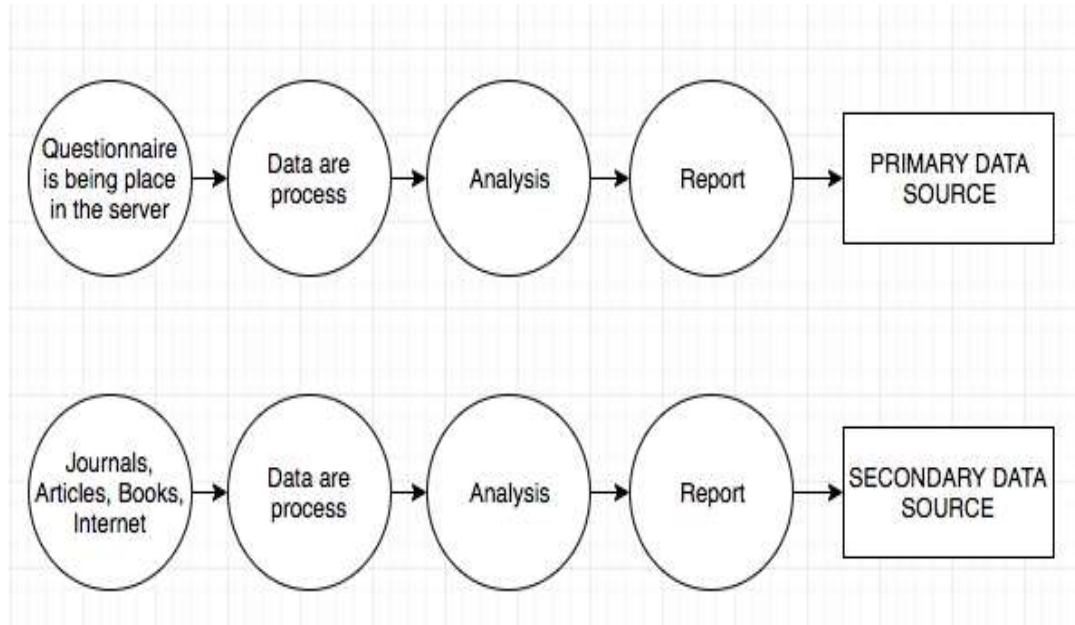 Questionnaire
is being place
in the server
Data are
process
Analysis
Report
PRIMARY DATA
SOURCE
Journals,
Articles, Books,
Internet
Data are
process
Analysis
Report
SECONDARY DATA
SOURCE